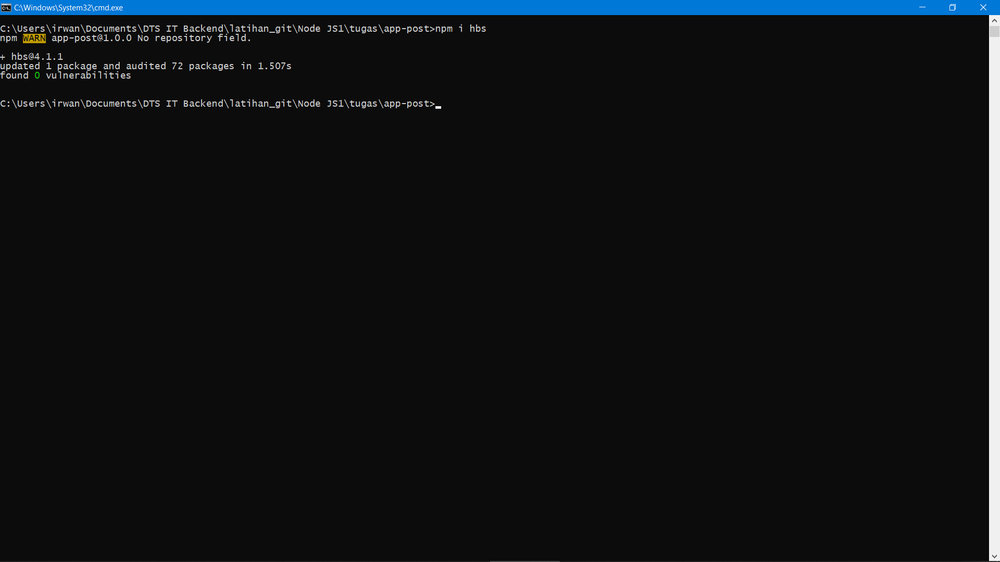 C:\Windows\System32\cmd.exe
C:\Users\irwan\Documents\DTS IT Backend\latihan_git\Node JS1\tugas\app-post>npm i hbs
npm WARN app-post@1.0.0 No repository field.
+ hbs@4.1.1
updated 1 package and audited 72 packages in 1.507s
found 0 vulnerabilities
C:\Users\irwan\Documents\DTS IT Backend\latihan_git\Node JS1\tugas\app-post>